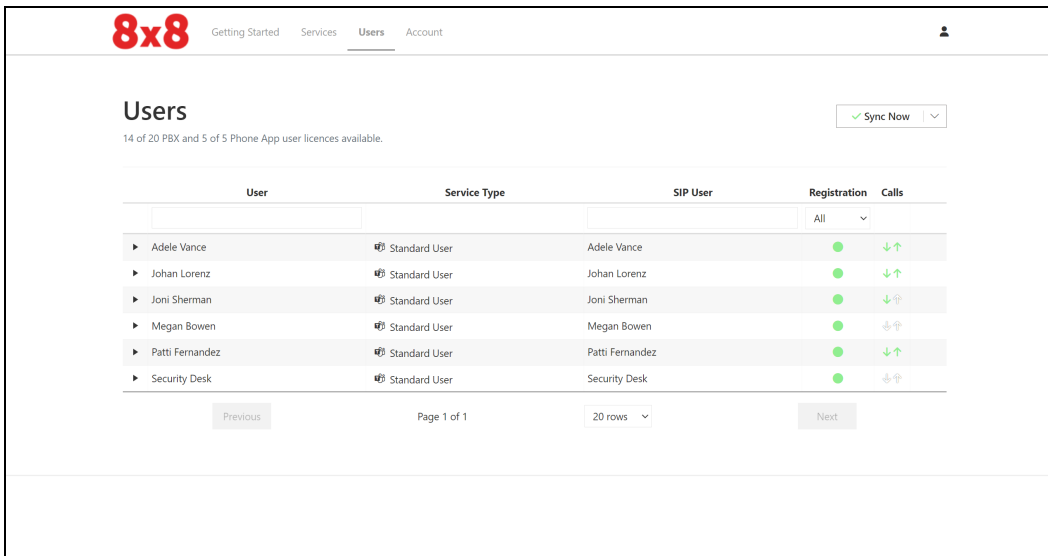 8x8 Getting Started Services Users Account
Users
Sync Now
14 of 20 PBX and 5 of 5 Phone App user licences available.
User Service Type SIP User Registration Calls
All
Adele Vance Standard User Adele Vance
Johan Lorenz Standard User Johan Lorenz
Joni Sherman Standard User Joni Sherman
Megan Bowen Standard User Megan Bowen
Patti Fernandez Standard User Patti Fernandez
Security Desk Standard User Security Desk
Previous Page 1 of 1 20 rows Next